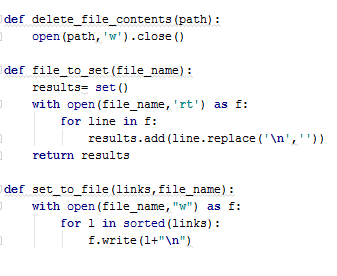 def delete_file_contents(path):
    open(path,'w').close()

def file_to_set(file_name):
    results= set()
    with open(file_name,'rt') as f:
        for line in f:
            results.add(line.replace('\n',''))
    return results

def set_to_file(links,file_name):
    with open(file_name,"w") as f:
        for l in sorted(links):
            f.write(l+"\n")